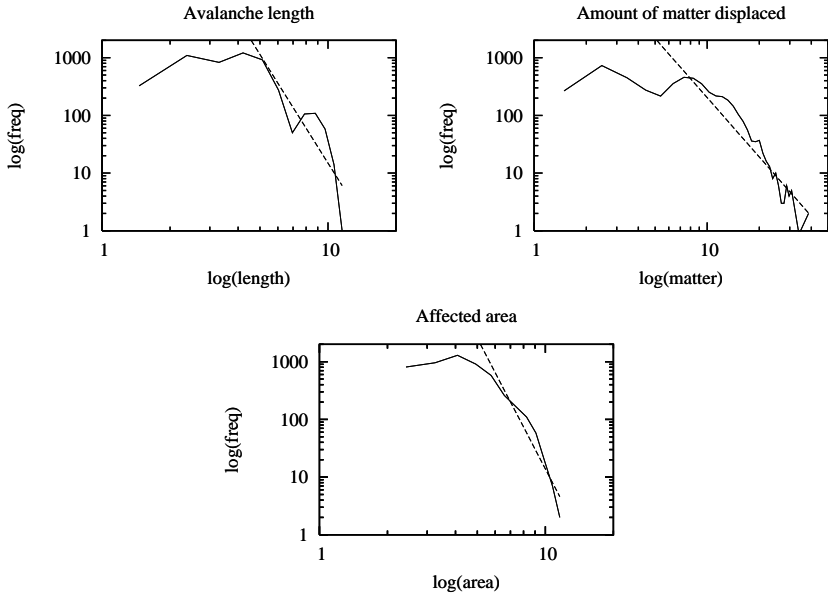 Avalanche length
1000
100
10
1
log(freq)
1
10
log(length)
Amount of matter displaced
1000
100
10
1
log(freq)
1
10
log(matter)
Affected area
1000
100
10
1
log(freq)
1
10
log(area)